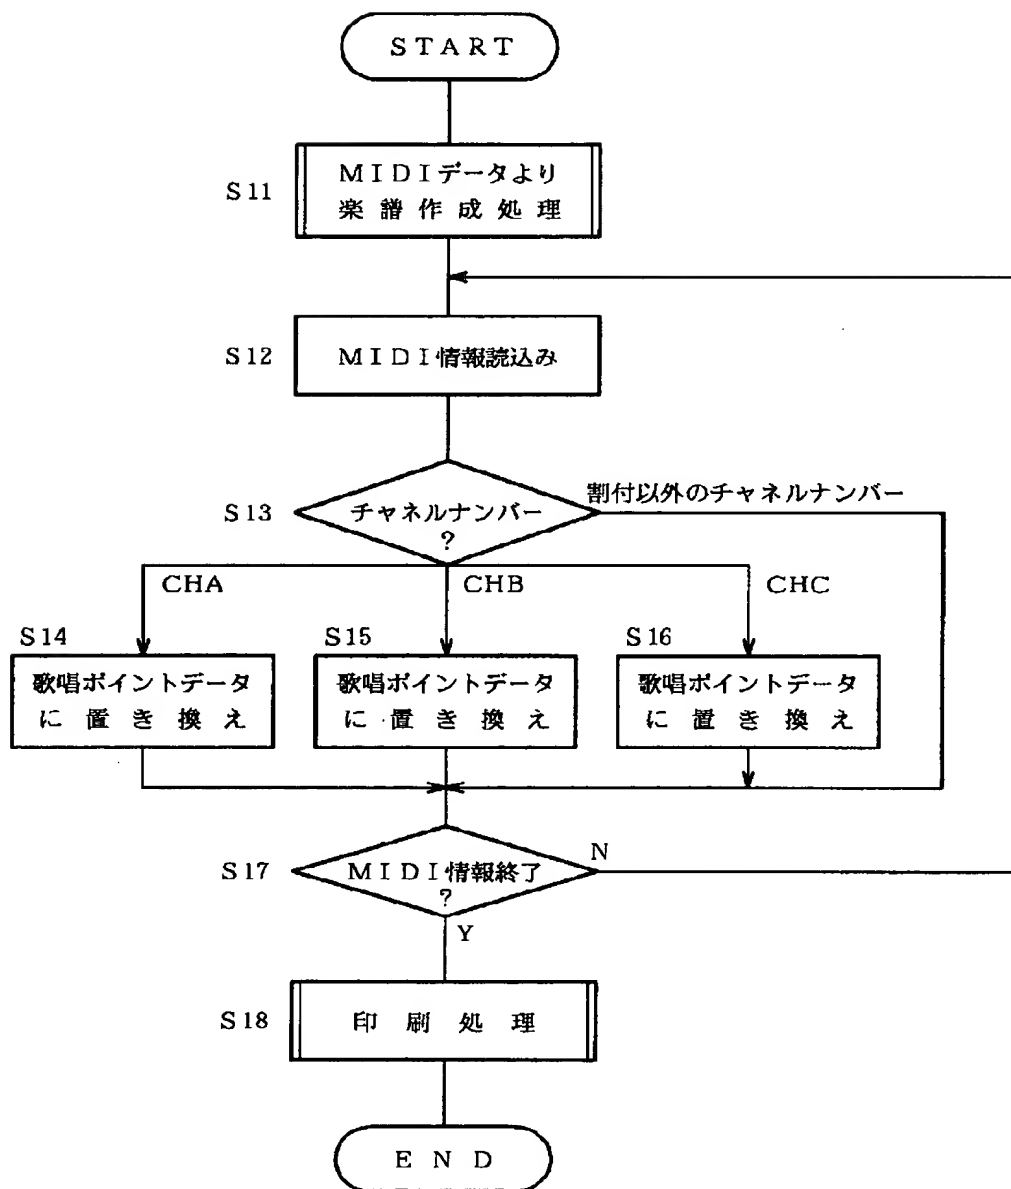 START
S11
MIDIデータより
楽譜作成処理
S12
MIDI情報読込み
S13
チャネルナンバー
?
割付以外のチャネルナンバー
CHA
CHB
CHC
S14
歌唱ポイントデータ
に置き換え
S15
歌唱ポイントデータ
に置き換え
S16
歌唱ポイントデータ
に置き換え
S17
MIDI情報終了
?
N
Y
S18
印刷処理
END